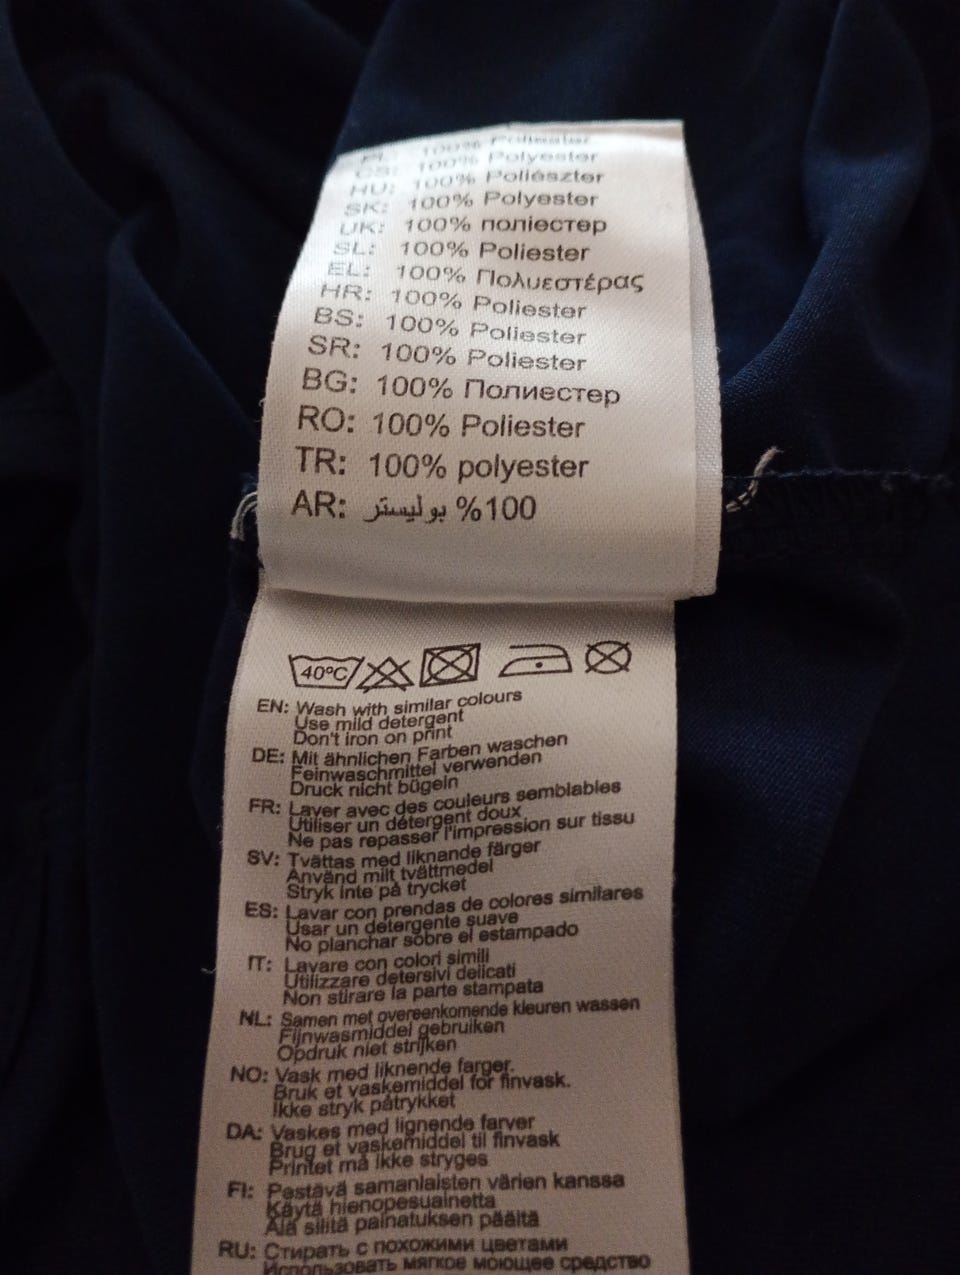 PL: 100% Poliester
CS: 100% Polyester
HU: 100% Poliészter
SK: 100% Polyester
UK: 100% поліестер
SL: 100% Poliester
EL: 100% Πολυεστέρας
HR: 100% Poliester
BS: 100% Poliester
SR: 100% Poliester
BG: 100% Полиестер
RO: 100% Poliester
TR: 100% polyester
AR: بوليستر %100
40ºC
EN: Wash with similar colours
Use mild detergent
Don't iron on print
DE: Mit ähnlichen Farben waschen
Feinwaschmittel verwenden
Druck nicht bügeln
FR: Laver avec des couleurs semblables
Utiliser un détergent doux
Ne pas repasser l'impression sur tissu
SV: Tvättas med liknande färger
Använd milt tvättmedel
Stryk inte på trycket
ES: Lavar con prendas de colores similares
Usar un detergente suave
No planchar sobre el estampado
IT: Lavare con colori simili
Utilizzare detersivi delicati
Non stirare la parte stampata
NL: Samen met overeenkomende kleuren wassen
Fijnwasmiddel gebruiken
Opdruk niet strijken
NO: Vask med liknende farger.
Bruk et vaskemiddel for finvask.
Ikke stryk påtrykket
DA: Vaskes med lignende farver
Brug et vaskemiddel til finvask
Printet må ikke stryges
FI: Pestävä samanlaisten värien kanssa
Käytä hienopesuainetta
Älä silitä painatuksen päältä
RU: Стирать с похожими цветами
Использовать мягкое моющее средство